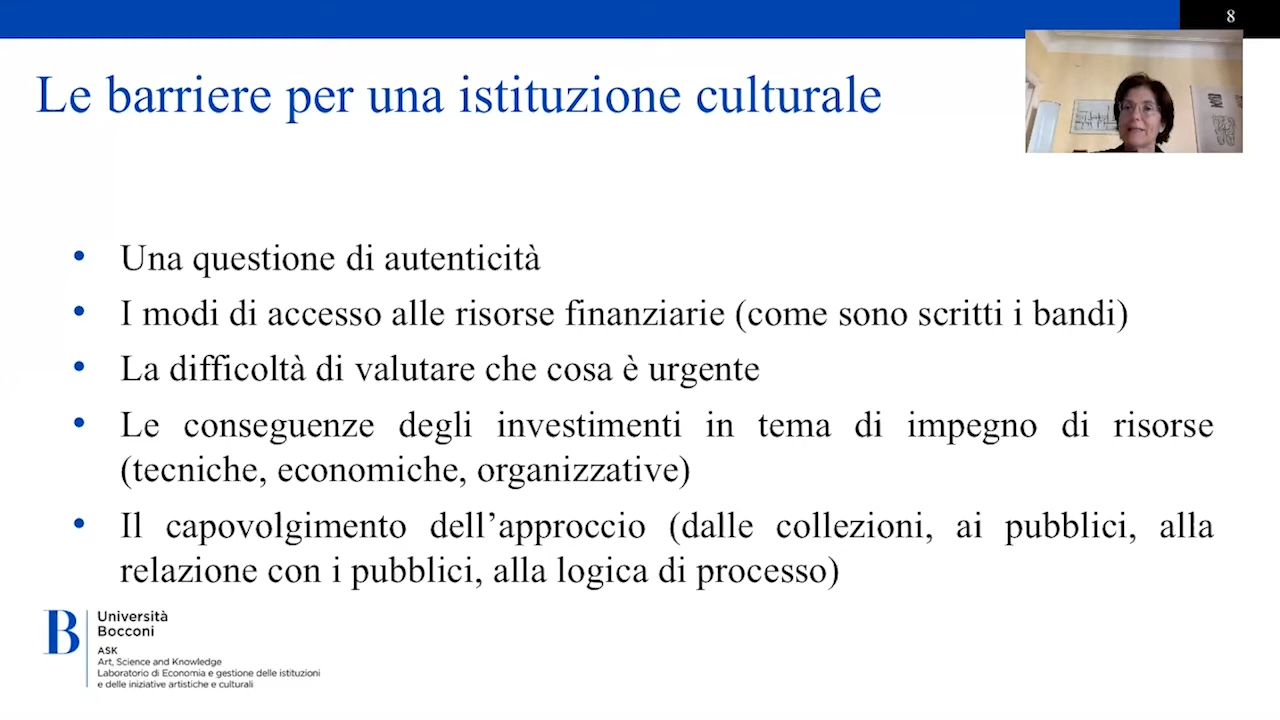 8
Le barriere per una istituzione culturale
• Una questione di autenticità
• I modi di accesso alle risorse finanziarie (come sono scritti i bandi)
• La difficoltà di valutare che cosa è urgente
• Le conseguenze degli investimenti in tema di impegno di risorse
(tecniche, economiche, organizzative)
• Il capovolgimento dell’approccio (dalle collezioni, ai pubblici, alla
relazione con i pubblici, alla logica di processo)
B
Università
Bocconi
ASK
Art, Science and Knowledge
Laboratorio di Economia e gestione delle istituzioni
e delle iniziative artistiche e culturali